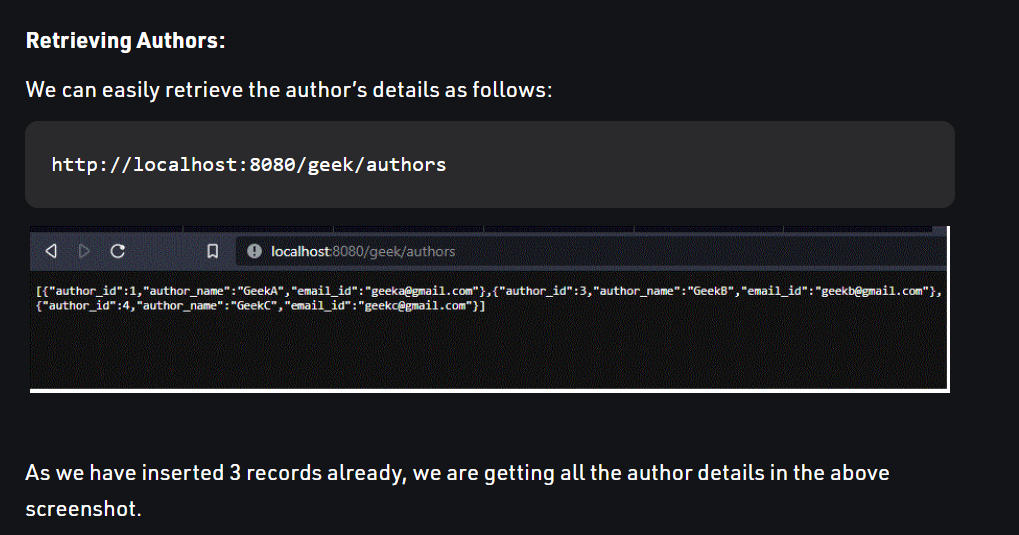 Retrieving Authors:
We can easily retrieve the author’s details as follows:
http://localhost:8080/geek/authors
localhost:8080/geek/authors
[{"author_id":1,"author_name":"GeekA","email_id":"geeka@gmail.com"},{"author_id":3,"author_name":"GeekB","email_id":"geekb@gmail.com"},
{"author_id":4,"author_name":"GeekC","email_id":"geekc@gmail.com"}]
As we have inserted 3 records already, we are getting all the author details in the above
screenshot.